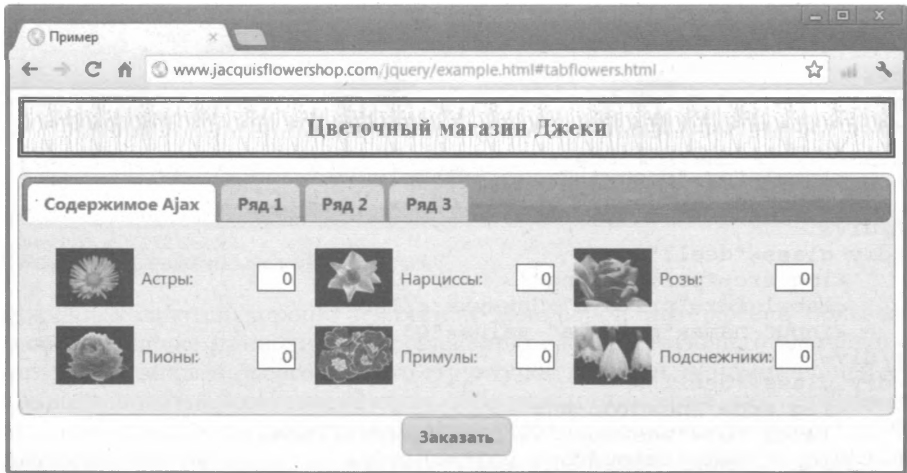 Пример
www.jacquisflowershop.com/jquery/example.html#tabflowers.html
Цветочный магазин Джеки
Содержимое Ajax Ряд 1 Ряд 2 Ряд 3
Астры: 0 Нарциссы: 0 Розы: 0
Пионы: 0 Примулы: 0 Подснежники: 0
Заказать